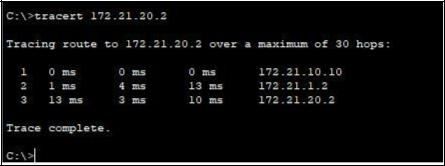 C:\>tracert 172.21.20.2
Tracing route to 172.21.20.2 over a maximum of 30 hops:
1 0 ms 0 ms 0 ms 172.21.10.10
2 1 ms 4 ms 13 ms 172.21.1.2
3 13 ms 3 ms 10 ms 172.21.20.2
Trace complete.
C:\>